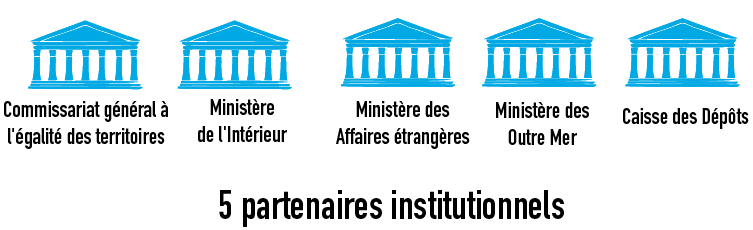 Commissariat général à
l'égalité des territoires
Ministère
de l'Intérieur
Ministère des
Affaires étrangères
Ministère des
Outre Mer
Caisse des Dépôts
5 partenaires institutionnels